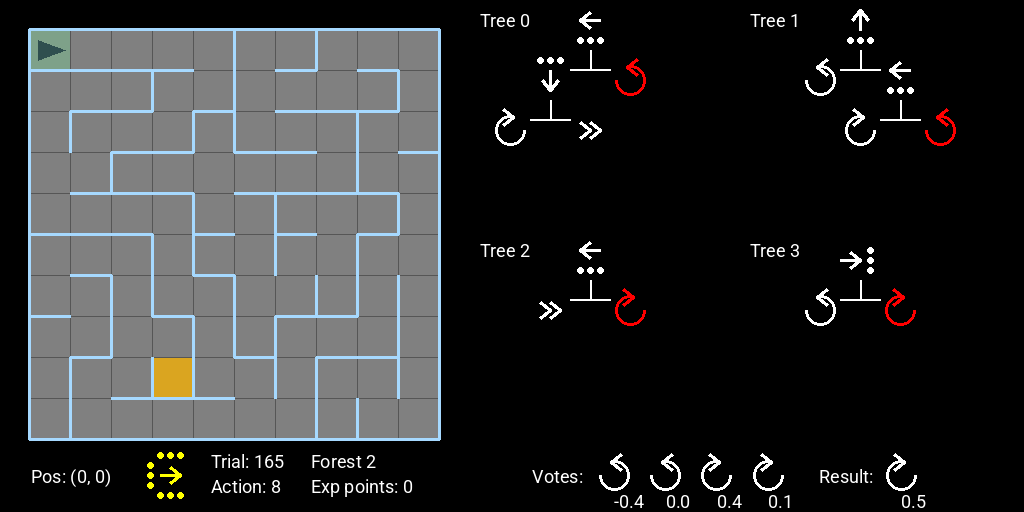 Tree 0
Tree 1
Tree 2
Tree 3
Pos: (0, 0)
Trial: 165
Forest 2
Action: 8
Exp points: 0
Votes:
-0.4
0.0
0.4
0.1
Result:
0.5